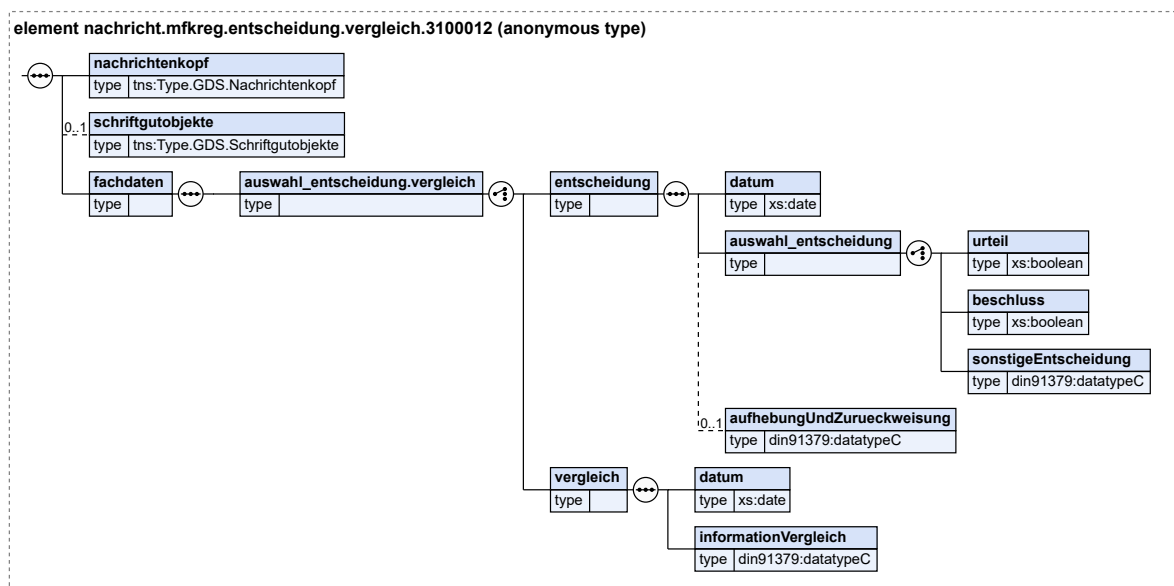 element nachricht.mfkreg.entscheidung.vergleich.3100012 (anonymous type)
nachrichtenkopf
type tns:Type.GDS.Nachrichtenkopf
0..1
schriftgutobjekte
type tns:Type.GDS.Schriftgutobjekte
fachdaten
type
auswahl_entscheidung.vergleich
type
entscheidung
type
datum
type xs:date
auswahl_entscheidung
type
urteil
type xs:boolean
beschluss
type xs:boolean
sonstigeEntscheidung
type din91379:datatypeC
0..1
aufhebungUndZurueckweisung
type din91379:datatypeC
vergleich
type
datum
type xs:date
informationVergleich
type din91379:datatypeC